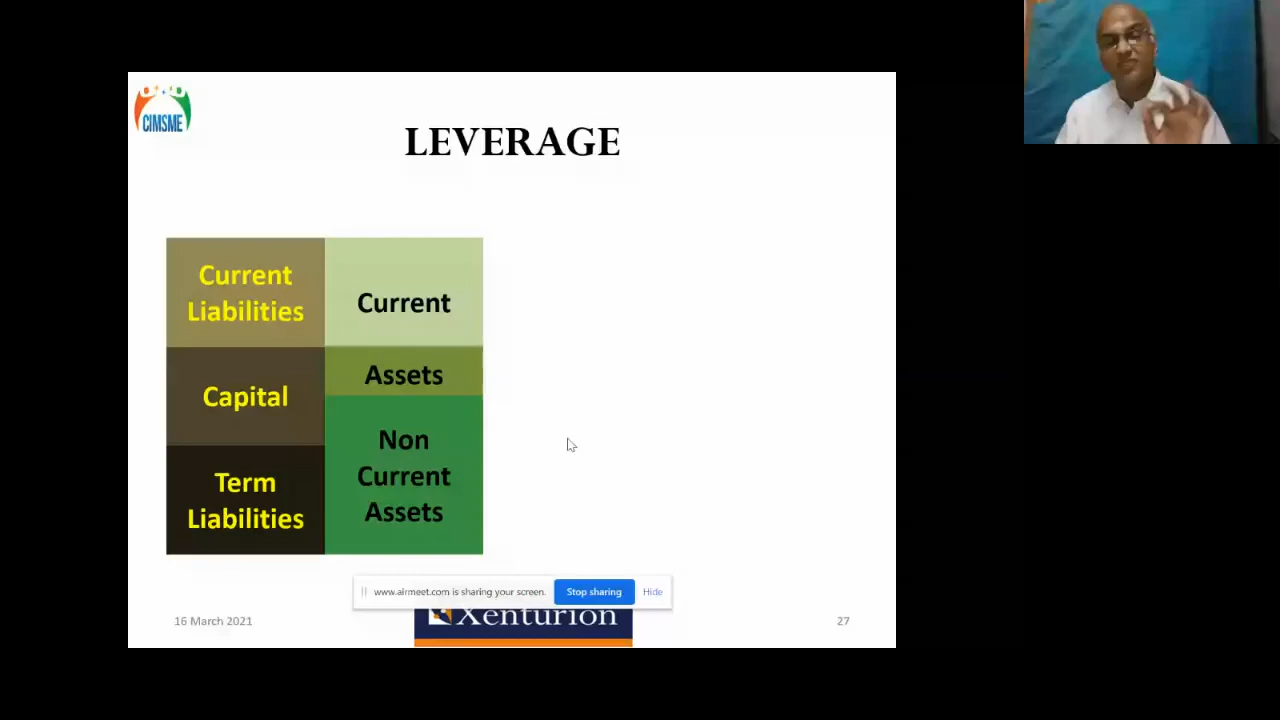 CIMSME
LEVERAGE
Current
Liabilities
Current
Capital
Assets
Term
Liabilities
Non
Current
Assets
www.airmeet.com is sharing your screen.
Stop sharing
Hide
16 March 2021
Xenturion
27